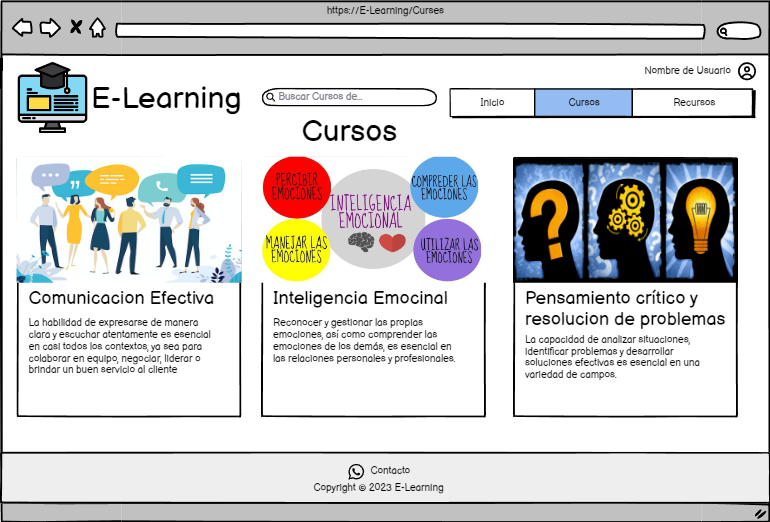 https://E-Learning/Curses
Nombre de Usuario
E-Learning
Buscar Cursos de...
Inicio
Cursos
Recursos
Cursos
PERCIBIR
EMOCIONES
COMPREDER LAS
EMOCIONES
INTELIGENCIA
EMOCIONAL
MANEJAR LAS
EMOCIONES
UTILIZAR LAS
EMOCIONES
Comunicacion Efectiva
La habilidad de expresarse de manera
clara y escuchar atentamente es esencial
en casi todos los contextos, ya sea para
colaborar en equipo, negociar, liderar o
brindar un buen servicio al cliente
Inteligencia Emocinal
Reconocer y gestionar las propias
emociones, así como comprender las
emociones de los demás, es esencial en
las relaciones personales y profesionales.
Pensamiento crítico y
resolucion de problemas
La capacidad de analizar situaciones,
identificar problemas y desarrollar
soluciones efectivas es esencial en una
variedad de campos.
Contacto
Copyright © 2023 E-Learning